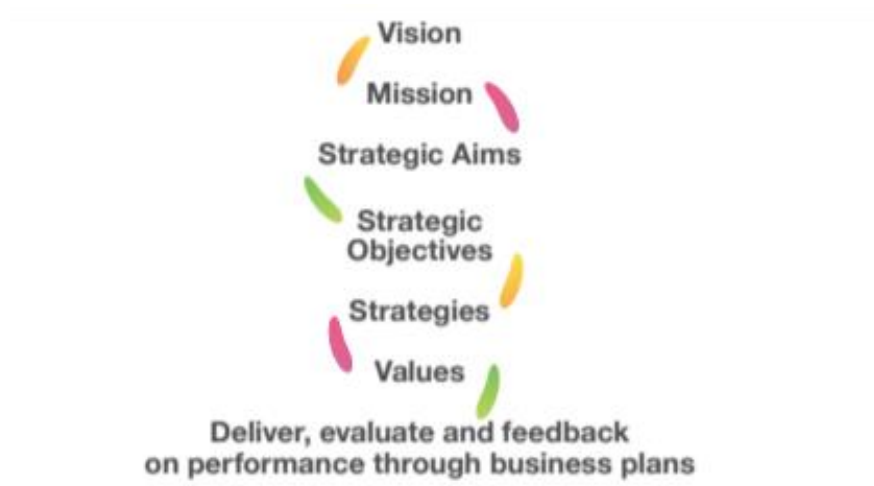 Vision
Mission
Strategic Aims
Strategic
Objectives
Strategies
Values
Deliver, evaluate and feedback
on performance through business plans